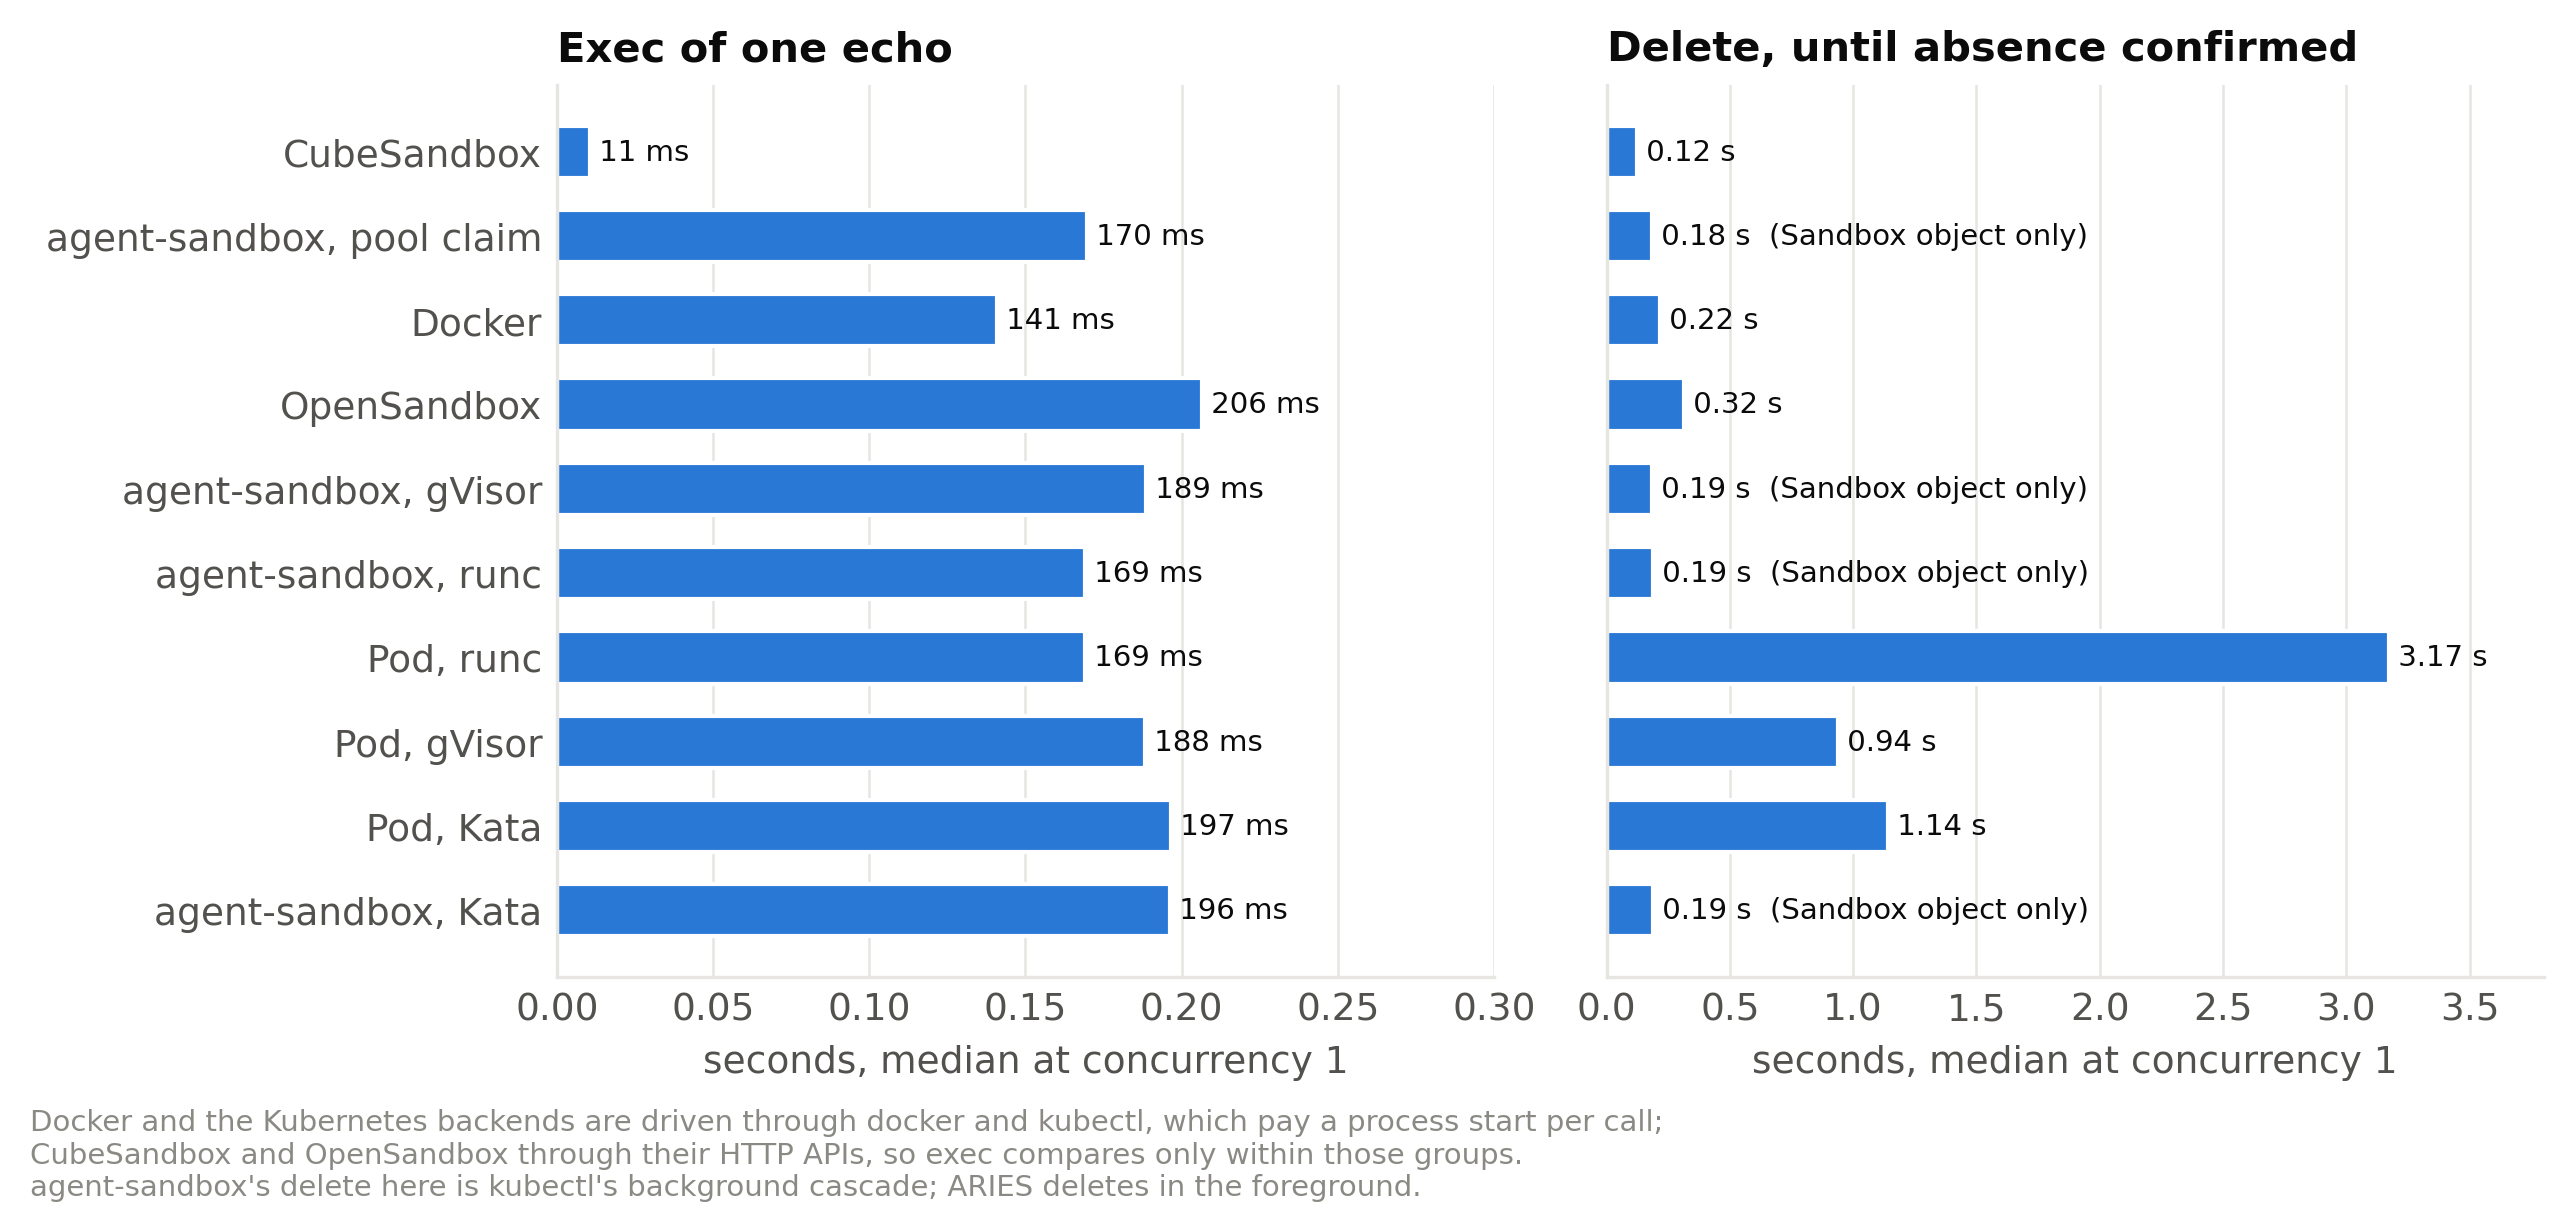 Exec of one echo
Delete, until absence confirmed
CubeSandbox
11 ms
0.12 s
agent-sandbox, pool claim
170 ms
0.18 s (Sandbox object only)
Docker
141 ms
0.22 s
OpenSandbox
206 ms
0.32 s
agent-sandbox, gVisor
189 ms
0.19 s (Sandbox object only)
agent-sandbox, runc
169 ms
0.19 s (Sandbox object only)
Pod, runc
169 ms
3.17 s
Pod, gVisor
188 ms
0.94 s
Pod, Kata
197 ms
1.14 s
agent-sandbox, Kata
196 ms
0.19 s (Sandbox object only)
0.00 0.05 0.10 0.15 0.20 0.25 0.30
0.0 0.5 1.0 1.5 2.0 2.5 3.0 3.5
seconds, median at concurrency 1
seconds, median at concurrency 1
Docker and the Kubernetes backends are driven through docker and kubectl, which pay a process start per call;
CubeSandbox and OpenSandbox through their HTTP APIs, so exec compares only within those groups.
agent-sandbox's delete here is kubectl's background cascade; ARIES deletes in the foreground.